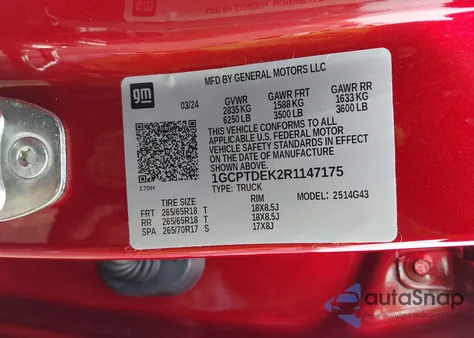 gm
MFD BY GENERAL MOTORS LLC
03/24 GVWR GAWR FRT GAWR RR
2835 KG 1588 KG 1633 KG
6250 LB 3500 LB 3600 LB
THIS VEHICLE CONFORMS TO ALL
APPLICABLE U.S. FEDERAL MOTOR
VEHICLE SAFETY STANDARDS IN EFFECT
ON THE DATE OF MANUFACTURE
SHOWN ABOVE.
1GCPTDEK2R1147175
170H TYPE: TRUCK MODEL: 2514G43
TIRE SIZE RIM
FRT 265/65R18 T 18X8.5J
RR 265/65R18 T 18X8.5J
SPA 265/70R17 S 17X8J
autaSnap